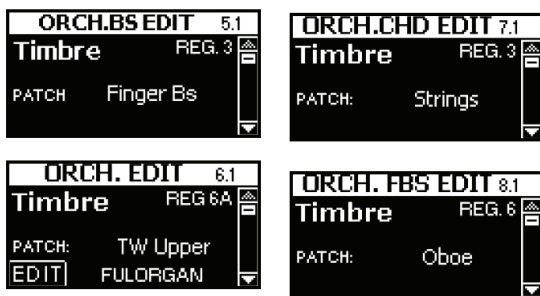 ORCH.BS EDIT 5.1
Timbre REG. 3
PATCH Finger Bs
ORCH.CHD EDIT 7.1
Timbre REG. 3
PATCH: Strings
ORCH. EDIT 6.1
Timbre REG 6A
PATCH: TW Upper
EDIT FULORGAN
ORCH. FBS EDIT 8.1
Timbre REG. 6
PATCH: Oboe